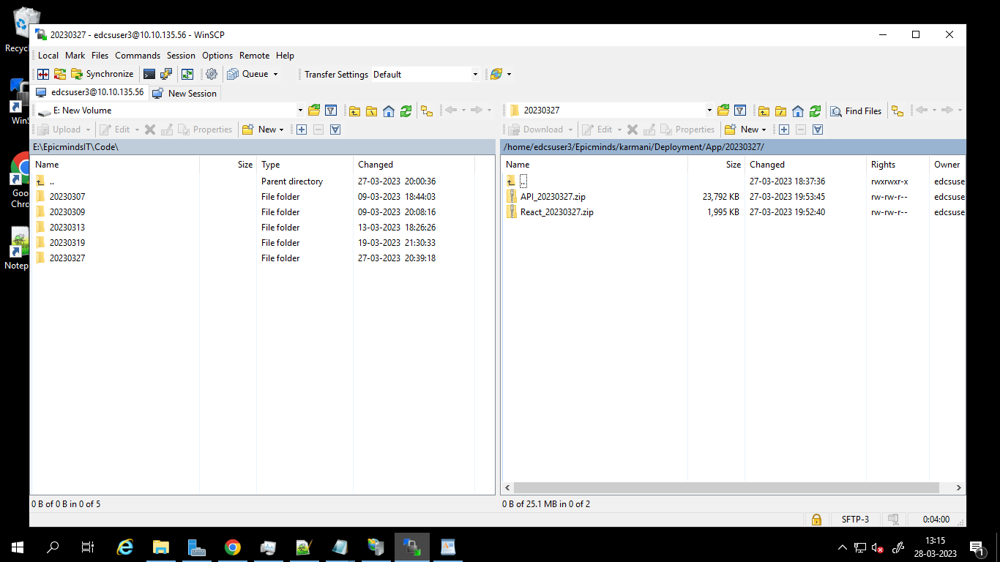 Recyc
20230327 - edcsuser3@10.10.135.56 - WinSCP
Local Mark Files Commands Session Options Remote Help
Synchronize Queue Transfer Settings Default
edcsuser3@10.10.135.56 New Session
E: New Volume 20230327 Find Files
Upload Edit Properties New Download Edit Properties New
E:\EpicmindsIT\Code\ /home/edcsuser3/Epicminds/karmani/Deployment/App/20230327/
Name Size Type Changed Name Size Changed Rights Owner
.. Parent directory 27-03-2023 20:00:36 .. 27-03-2023 18:37:36 rwxrwxr-x edcsuse
20230307 File folder 09-03-2023 18:44:03 API_20230327.zip 23,792 KB 27-03-2023 19:53:45 rw-rw-r-- edcsuse
20230309 File folder 09-03-2023 20:08:16 React_20230327.zip 1,995 KB 27-03-2023 19:52:40 rw-rw-r-- edcsuse
20230313 File folder 13-03-2023 18:26:26
20230319 File folder 19-03-2023 21:30:33
20230327 File folder 27-03-2023 20:39:18
WinS
Goo
Chro
Notep
0 B of 0 B in 0 of 5 0 B of 25.1 MB in 0 of 2
SFTP-3 0:04:00
13:15
28-03-2023
1